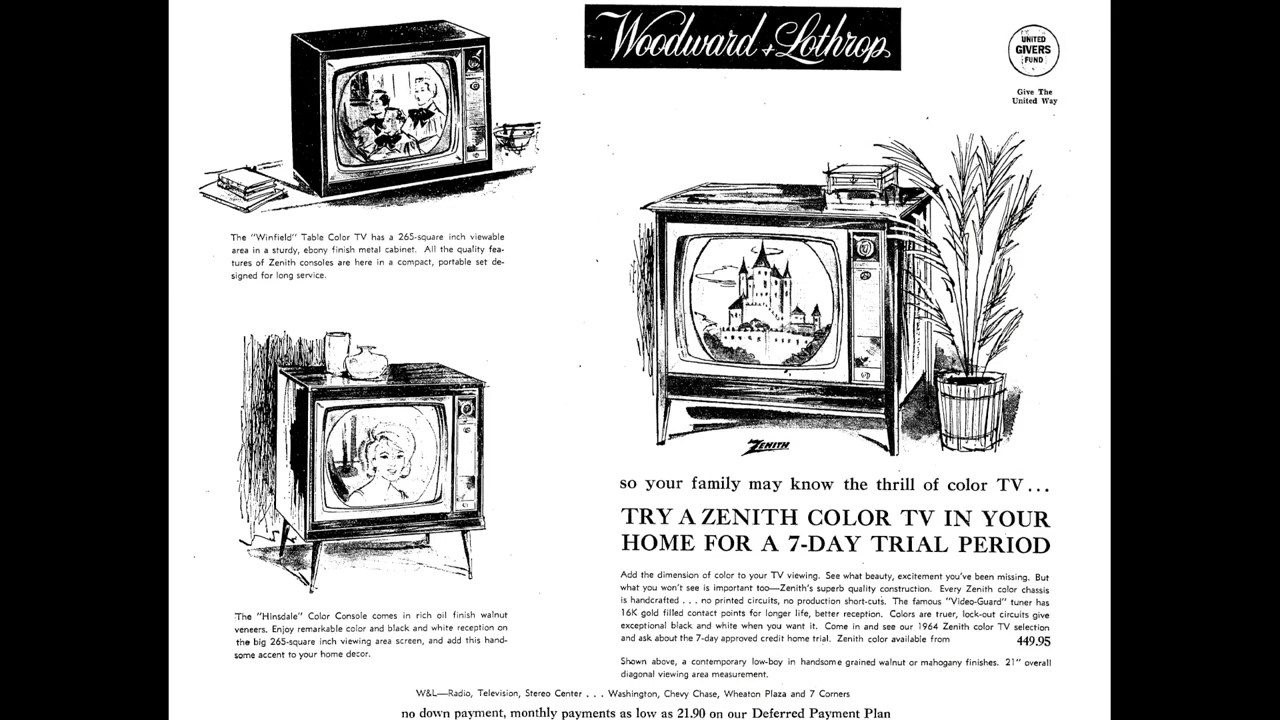 Woodward & Lothrop
UNITED
GIVERS
FUND
Give The
United Way
The "Winfield" Table Color TV has a 265-square inch viewable
area in a sturdy, ebony finish metal cabinet. All the quality fea-
tures of Zenith consoles are here in a compact, portable set de-
signed for long service.
The "Hinsdale" Color Console comes in rich oil finish walnut
veneers. Enjoy remarkable color and black and white reception on
the big 265-square inch viewing area screen, and add this hand-
some accent to your home decor.
ZENITH
so your family may know the thrill of color TV...
TRY A ZENITH COLOR TV IN YOUR
HOME FOR A 7-DAY TRIAL PERIOD
Add the dimension of color to your TV viewing. See what beauty, excitement you've been missing. But
what you won't see is important too—Zenith's superb quality construction. Every Zenith color chassis
is handcrafted . . . no printed circuits, no production short-cuts. The famous "Video-Guard" tuner has
16K gold filled contact points for longer life, better reception. Colors are truer, lock-out circuits give
exceptional black and white when you want it. Come in and see our 1964 Zenith color TV selection
and ask about the 7-day approved credit home trial. Zenith color available from 449.95
Shown above, a contemporary low-boy in handsome grained walnut or mahogany finishes. 21" overall
diagonal viewing area measurement.
W&L—Radio, Television, Stereo Center . . . Washington, Chevy Chase, Wheaton Plaza and 7 Corners
no down payment, monthly payments as low as 21.90 on our Deferred Payment Plan